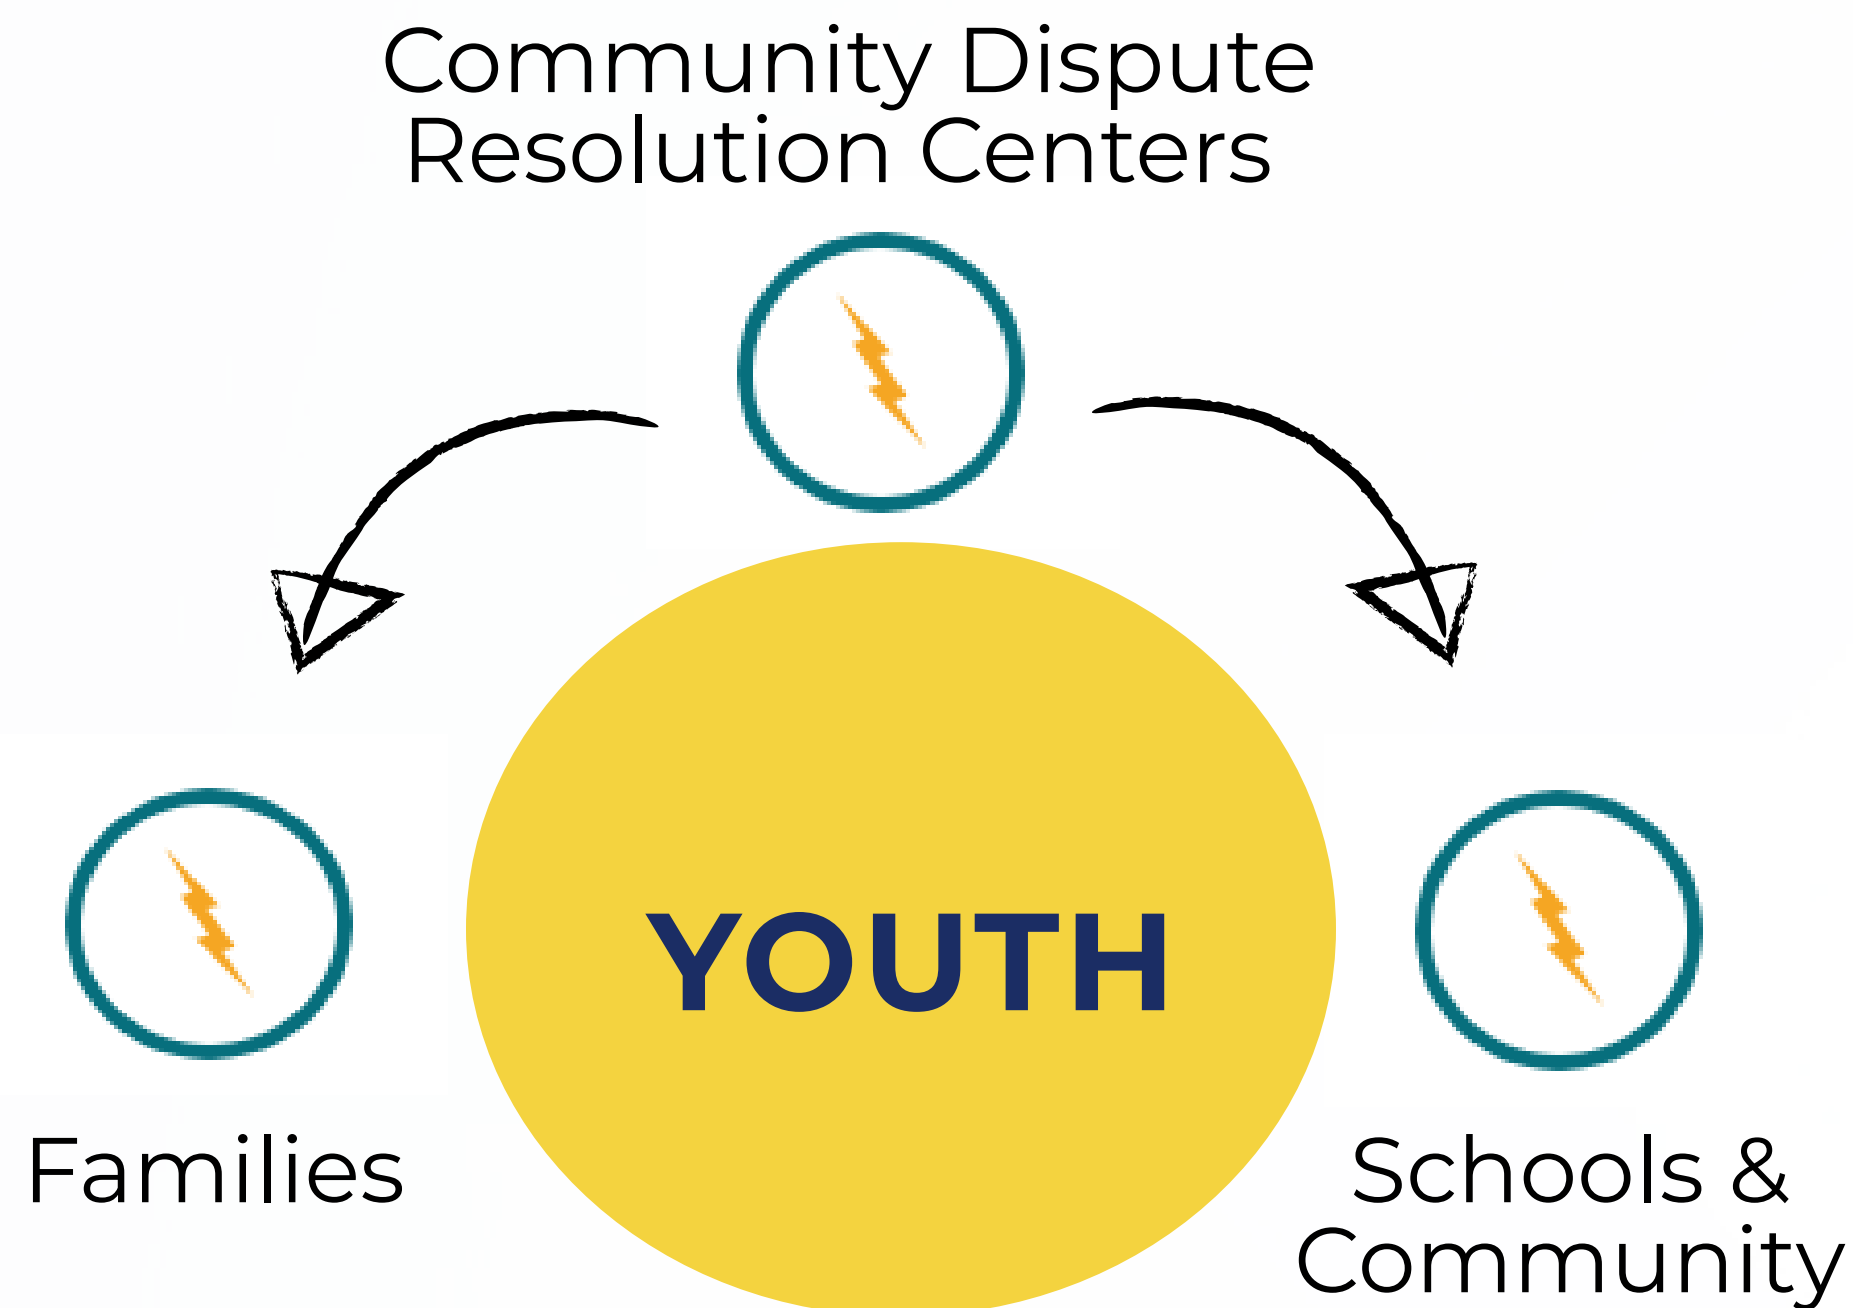 Community Dispute
Resolution Centers
YOUTH
Families
Schools &
Community